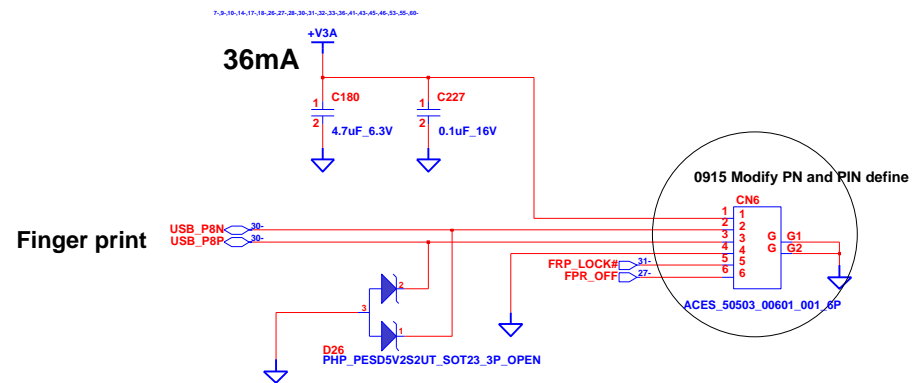 7-,9-,10-,14-,17-,18-,26-,27-,28-,30-,31-,32-,33-,36-,41-,43-,45-,46-,53-,55-,60-
+V3A
36mA
C180
1
2
4.7uF_6.3V
C227
1
2
0.1uF_16V
0915 Modify PN and PIN define
CN6
1 1
2 2
3 3
4 4
5 5
6 6
G G1
G G2
ACES_50503_00601_001_6P
Finger print
USB_P8N 30-
USB_P8P 30-
FRP_LOCK# 31-
FPR_OFF 27-
2
3
1
D26
PHP_PESD5V2S2UT_SOT23_3P_OPEN